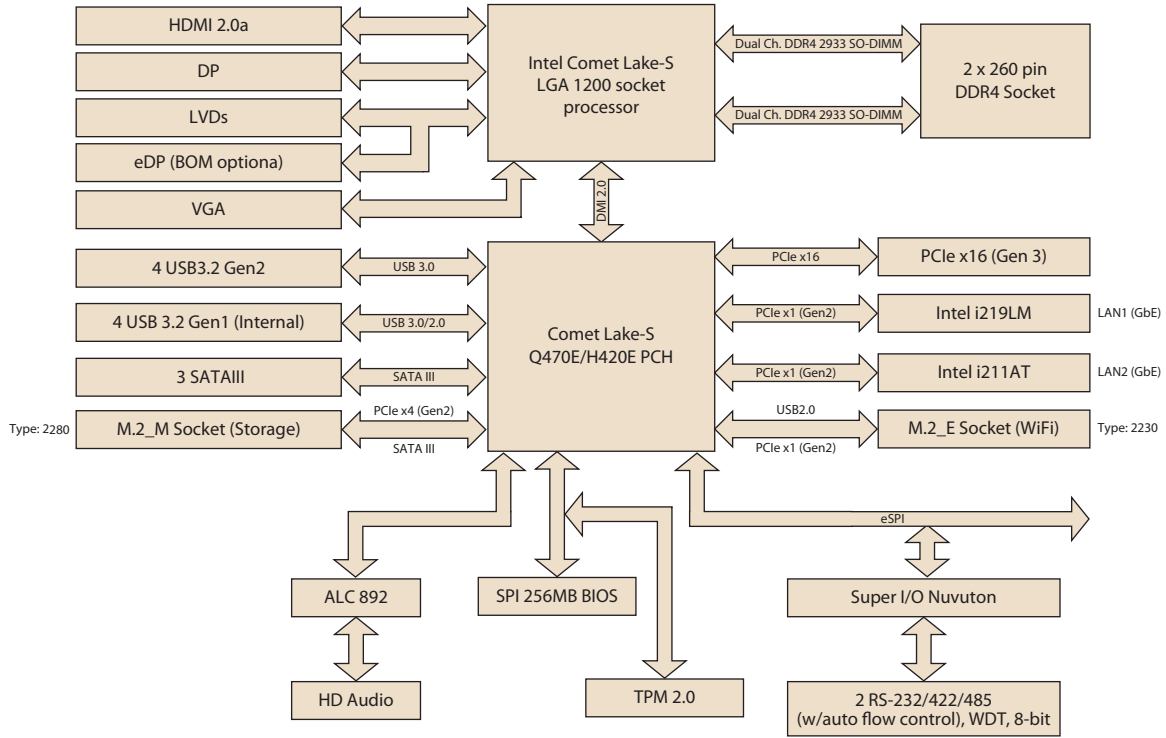 HDMI 2.0a
DP
LVDs
eDP (BOM optiona)
VGA
Intel Comet Lake-S
LGA 1200 socket
processor
Dual Ch. DDR4 2933 SO-DIMM
Dual Ch. DDR4 2933 SO-DIMM
2 x 260 pin
DDR4 Socket
DMI 2.0
4 USB3.2 Gen2
USB 3.0
4 USB 3.2 Gen1 (Internal)
USB 3.0/2.0
3 SATAIII
SATA III
Type: 2280
M.2_M Socket (Storage)
PCIe x4 (Gen2)
SATA III
Comet Lake-S
Q470E/H420E PCH
PCIe x16
PCIe x16 (Gen 3)
PCIe x1 (Gen2)
Intel i219LM
LAN1 (GbE)
PCIe x1 (Gen2)
Intel i211AT
LAN2 (GbE)
USB2.0
PCIe x1 (Gen2)
M.2_E Socket (WiFi)
Type: 2230
eSPI
ALC 892
SPI 256MB BIOS
Super I/O Nuvuton
HD Audio
TPM 2.0
2 RS-232/422/485
(w/auto flow control), WDT, 8-bit